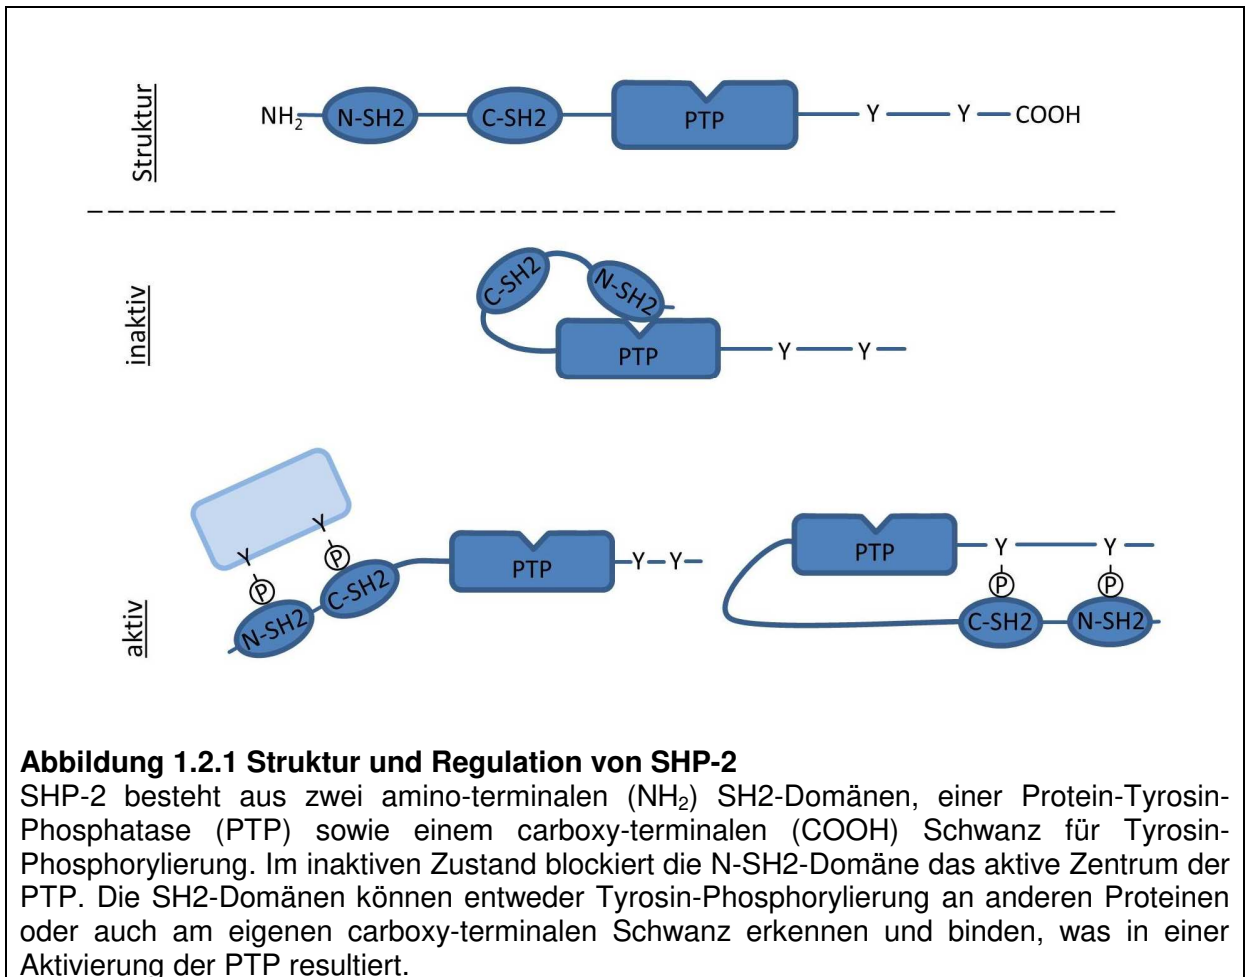 Struktur
NH2 N-SH2 C-SH2 PTP Y Y COOH
inaktiv
C-SH2 N-SH2
PTP Y Y
aktiv
Y Y
P P
N-SH2 C-SH2 PTP Y Y
PTP Y Y
P P
C-SH2 N-SH2
Abbildung 1.2.1 Struktur und Regulation von SHP-2
SHP-2 besteht aus zwei amino-terminalen (NH2) SH2-Domänen, einer Protein-Tyrosin-
Phosphatase (PTP) sowie einem carboxy-terminalen (COOH) Schwanz für Tyrosin-
Phosphorylierung. Im inaktiven Zustand blockiert die N-SH2-Domäne das aktive Zentrum der
PTP. Die SH2-Domänen können entweder Tyrosin-Phosphorylierung an anderen Proteinen
oder auch am eigenen carboxy-terminalen Schwanz erkennen und binden, was in einer
Aktivierung der PTP resultiert.